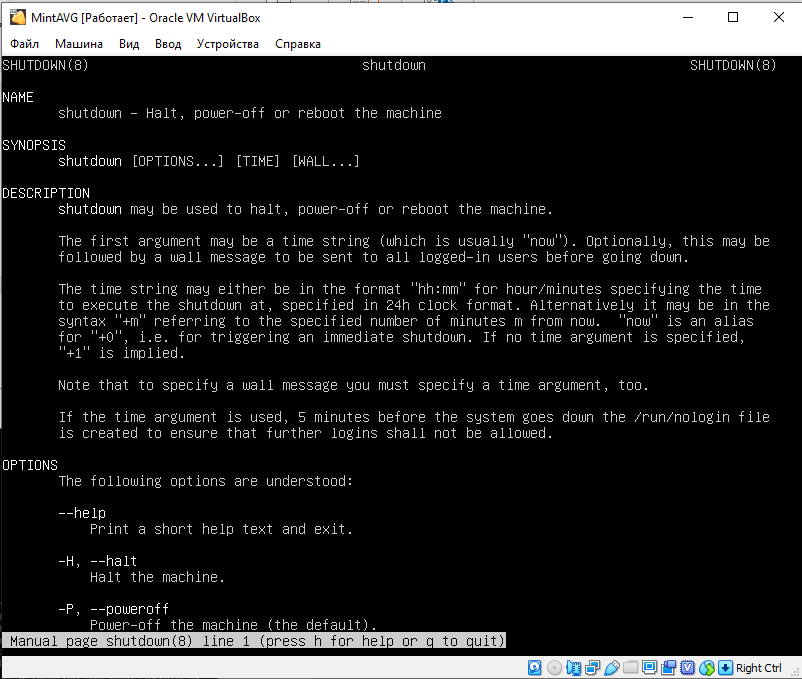 MintAVG [Работает] - Oracle VM VirtualBox
Файл Машина Вид Ввод Устройства Справка
SHUTDOWN(8) shutdown SHUTDOWN(8)
NAME
shutdown - Halt, power-off or reboot the machine
SYNOPSIS
shutdown [OPTIONS...] [TIME] [WALL...]
DESCRIPTION
shutdown may be used to halt, power-off or reboot the machine.
The first argument may be a time string (which is usually "now"). Optionally, this may be
followed by a wall message to be sent to all logged-in users before going down.
The time string may either be in the format "hh:mm" for hour/minutes specifying the time
to execute the shutdown at, specified in 24h clock format. Alternatively it may be in the
syntax "+m" referring to the specified number of minutes m from now. "now" is an alias
for "+0", i.e. for triggering an immediate shutdown. If no time argument is specified,
"+1" is implied.
Note that to specify a wall message you must specify a time argument, too.
If the time argument is used, 5 minutes before the system goes down the /run/nologin file
is created to ensure that further logins shall not be allowed.
OPTIONS
The following options are understood:
--help
Print a short help text and exit.
-H, --halt
Halt the machine.
-P, --poweroff
Power-off the machine (the default).
Manual page shutdown(8) line 1 (press h for help or q to quit)
Right Ctrl